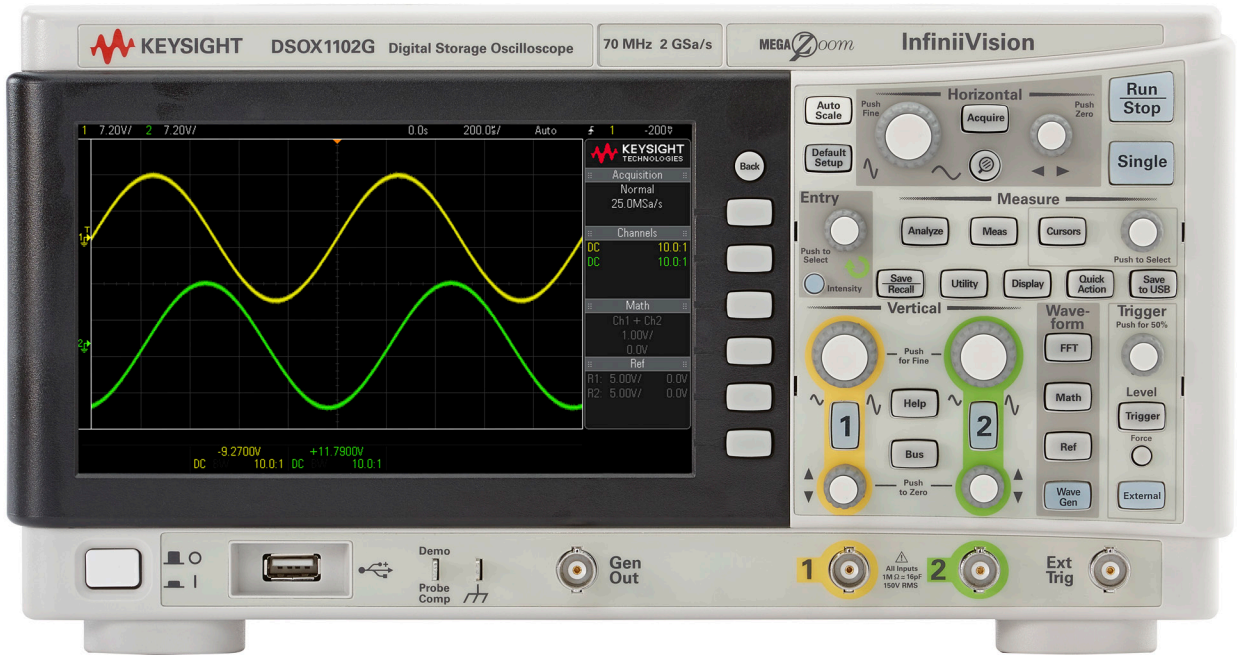 KEYSIGHT DSOX1102G Digital Storage Oscilloscope 70 MHz 2 GSa/s MEGA Zoom InfiniiVision
1 7.20V/ 2 7.20V/ 0.0s 200.0s/ Auto 1 -200
KEYSIGHT
TECHNOLOGIES
Acquisition
Normal
25.0MSa/s
Channels
DC 10.0:1
DC 10.0:1
Math
Ch1 + Ch2
1.00V/
0.0V
Ref
R1: 5.00V/ 0.0V
R2: 5.00V/ 0.0V
T
1
2
-9.2700V +11.7900V
DC 10.0:1 DC 10.0:1
Back
Auto
Scale
Default
Setup
Horizontal
Push
Fine
Acquire
Push
Zero
Run
Stop
Single
Entry
Push to
Select
Intensity
Measure
Analyze
Meas
Cursors
Push to Select
Save
Recall
Utility
Display
Quick
Action
Save
to USB
Vertical
Push
for Fine
1
Help
2
Bus
Push
to Zero
Wave-
form
FFT
Math
Ref
Wave
Gen
Trigger
Push for 50%
Level
Trigger
Force
External
Demo
Probe
Comp
Gen
Out
1
All Inputs
1M Ω = 16pF
150V RMS
2
Ext
Trig